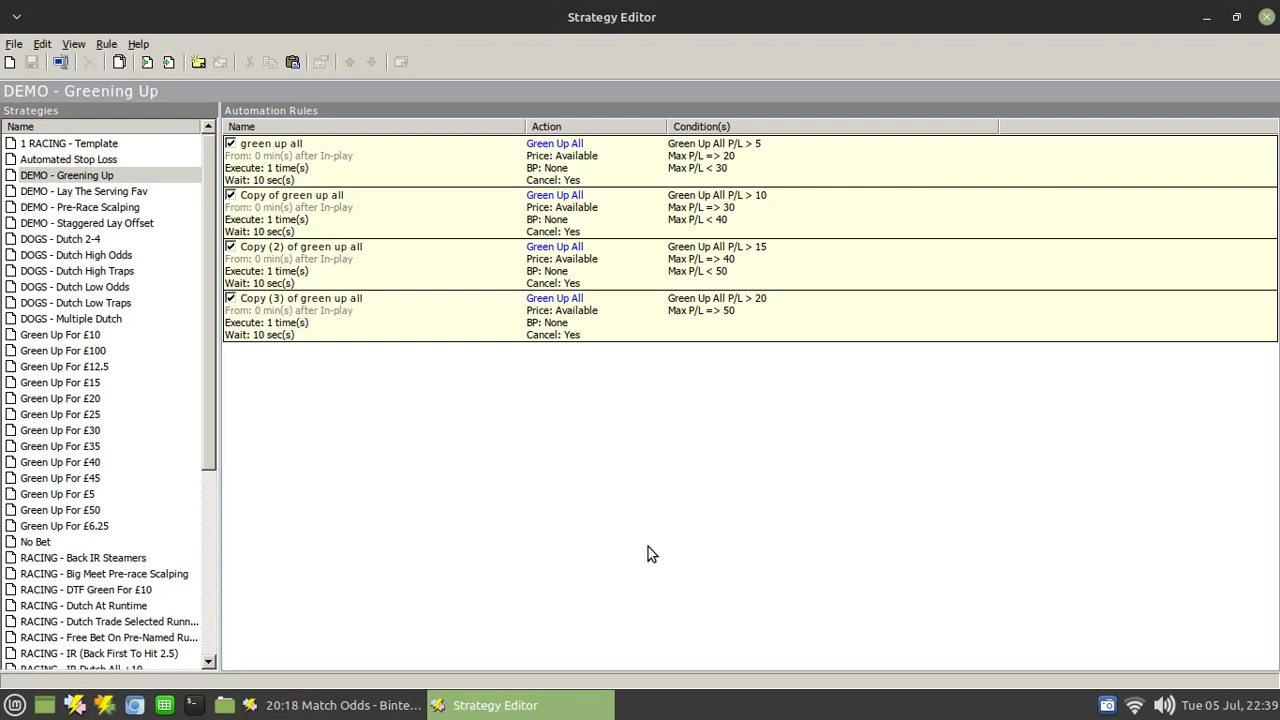 Strategy Editor
File Edit View Rule Help
DEMO - Greening Up
Strategies
Name
1 RACING - Template
Automated Stop Loss
DEMO - Greening Up
DEMO - Lay The Serving Fav
DEMO - Pre-Race Scalping
DEMO - Staggered Lay Offset
DOGS - Dutch 2-4
DOGS - Dutch High Odds
DOGS - Dutch High Traps
DOGS - Dutch Low Odds
DOGS - Dutch Low Traps
DOGS - Multiple Dutch
Green Up For £10
Green Up For £100
Green Up For £12.5
Green Up For £15
Green Up For £20
Green Up For £25
Green Up For £30
Green Up For £35
Green Up For £40
Green Up For £45
Green Up For £5
Green Up For £50
Green Up For £6.25
No Bet
RACING - Back IR Steamers
RACING - Big Meet Pre-race Scalping
RACING - DTF Green For £10
RACING - Dutch At Runtime
RACING - Dutch Trade Selected Runn...
RACING - Free Bet On Pre-Named Ru...
RACING - IR (Back First To Hit 2.5)
RACING - IR Dutch All +10
Automation Rules
Name Action Condition(s)
green up all Green Up All Green Up All P/L > 5
From: 0 min(s) after In-play Price: Available Max P/L => 20
Execute: 1 time(s) BP: None Max P/L < 30
Wait: 10 sec(s) Cancel: Yes
Copy of green up all Green Up All Green Up All P/L > 10
From: 0 min(s) after In-play Price: Available Max P/L => 30
Execute: 1 time(s) BP: None Max P/L < 40
Wait: 10 sec(s) Cancel: Yes
Copy (2) of green up all Green Up All Green Up All P/L > 15
From: 0 min(s) after In-play Price: Available Max P/L => 40
Execute: 1 time(s) BP: None Max P/L < 50
Wait: 10 sec(s) Cancel: Yes
Copy (3) of green up all Green Up All Green Up All P/L > 20
From: 0 min(s) after In-play Price: Available Max P/L => 50
Execute: 1 time(s) BP: None
Wait: 10 sec(s) Cancel: Yes
20:18 Match Odds - Binte... Strategy Editor Tue 05 Jul, 22:39